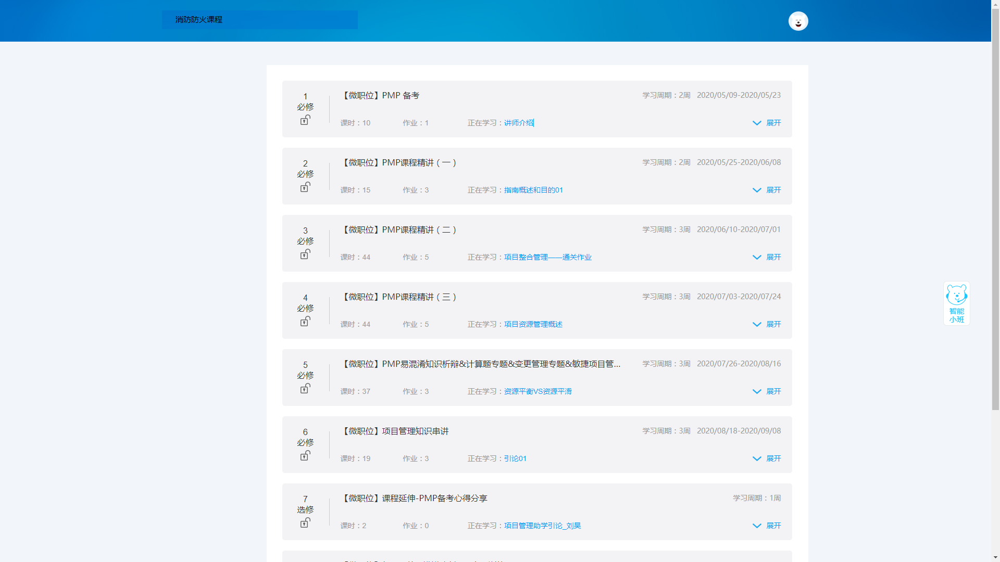 消防防火课程
1
必修
【微职位】PMP 备考
学习周期：2周 2020/05/09-2020/05/23
课时：10 作业：1 正在学习：讲师介绍
展开
2
必修
【微职位】PMP课程精讲（一）
学习周期：2周 2020/05/25-2020/06/08
课时：15 作业：3 正在学习：指南概述和目的01
展开
3
必修
【微职位】PMP课程精讲（二）
学习周期：3周 2020/06/10-2020/07/01
课时：44 作业：5 正在学习：项目整合管理——通关作业
展开
4
必修
【微职位】PMP课程精讲（三）
学习周期：3周 2020/07/03-2020/07/24
课时：44 作业：5 正在学习：项目资源管理概述
展开
5
必修
【微职位】PMP易混淆知识析辩&计算题专题&变更管理专题&敏捷项目管...
学习周期：3周 2020/07/26-2020/08/16
课时：37 作业：3 正在学习：资源平衡VS资源平滑
展开
6
必修
【微职位】项目管理知识串讲
学习周期：3周 2020/08/18-2020/09/08
课时：19 作业：3 正在学习：引论01
展开
7
选修
【微职位】课程延伸-PMP备考心得分享
学习周期：1周
课时：2 作业：0 正在学习：项目管理助学引论_刘昊
展开
智能
小班